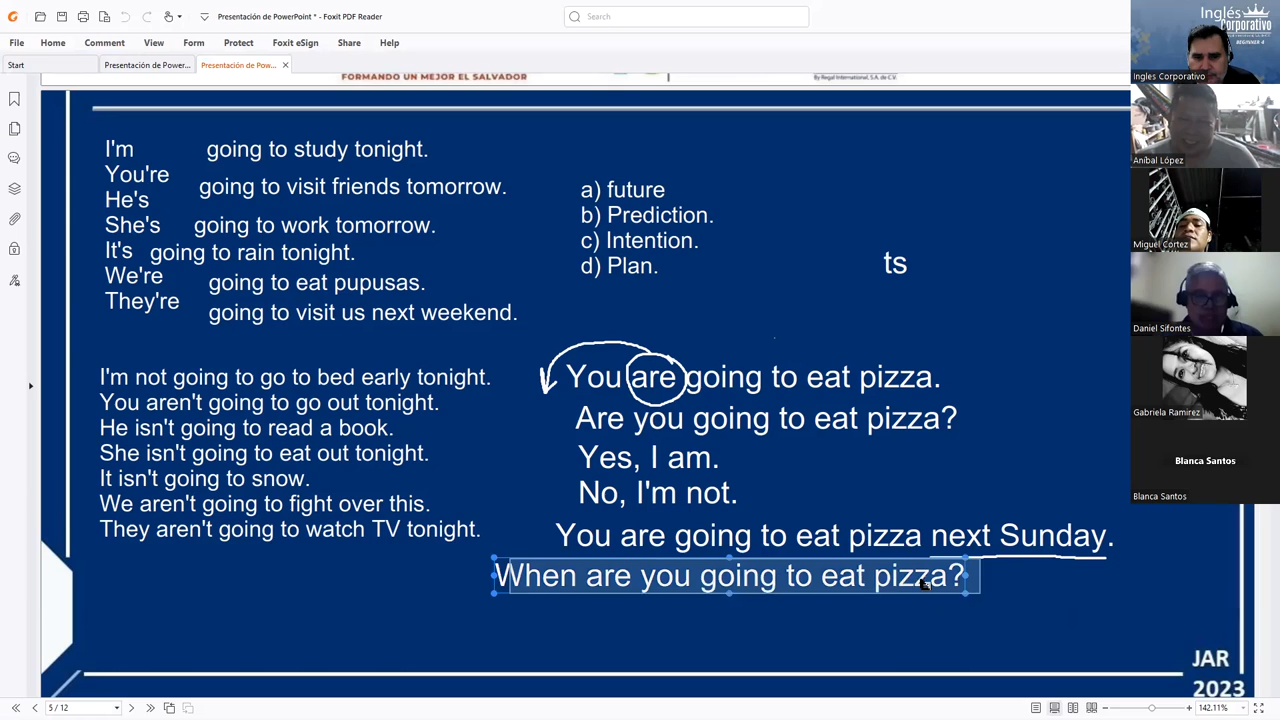 Presentación de PowerPoint * - Foxit PDF Reader
Search
File Home Comment View Form Protect Foxit eSign Share Help
Start
Presentación de Power...
Presentación de Pow...
FORMANDO UN MEJOR EL SALVADOR
By Regal International, S.A. de C.V.
I'm going to study tonight.
You're
going to visit friends tomorrow.
He's
She's going to work tomorrow.
It's going to rain tonight.
We're going to eat pupusas.
They're
going to visit us next weekend.
a) future
b) Prediction.
c) Intention.
d) Plan.
ts
I'm not going to go to bed early tonight.
You aren't going to go out tonight.
He isn't going to read a book.
She isn't going to eat out tonight.
It isn't going to snow.
We aren't going to fight over this.
They aren't going to watch TV tonight.
You are going to eat pizza.
Are you going to eat pizza?
Yes, I am.
No, I'm not.
You are going to eat pizza next Sunday.
When are you going to eat pizza?
JAR
2023
5 / 12
142.11%
Inglés
Corporativo
BEGINNER 4
Ingles Corporativo
Aníbal López
Miguel Cortez
Daniel Sifontes
Gabriela Ramirez
Blanca Santos
Blanca Santos